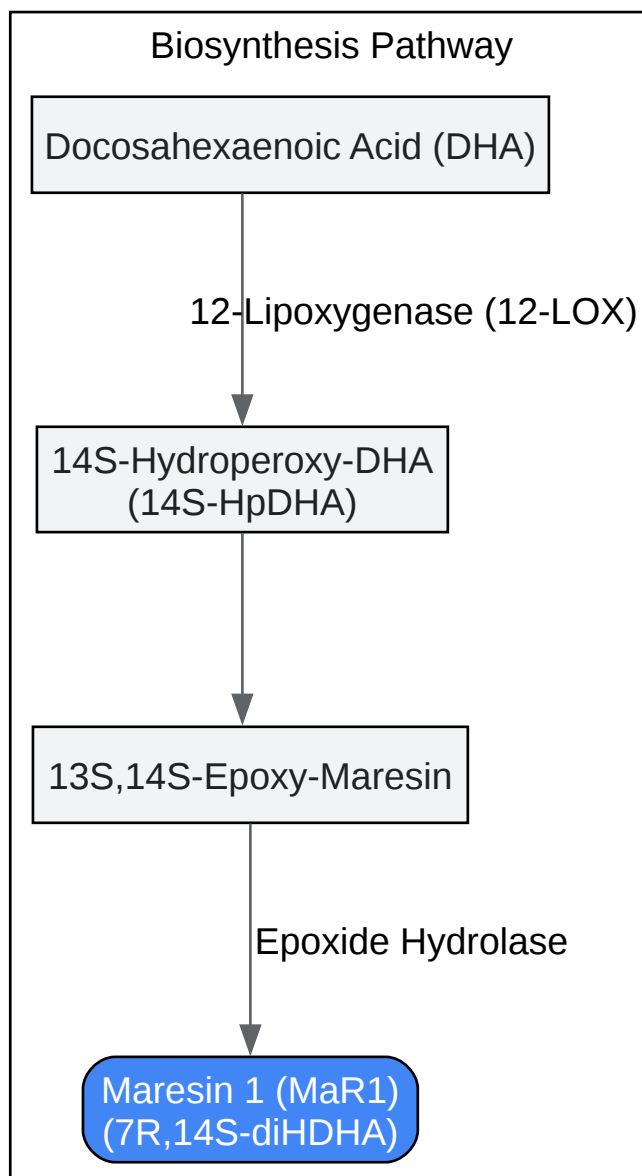 Biosynthesis Pathway
Docosahexaenoic Acid (DHA)
12-Lipoxygenase (12-LOX)
14S-Hydroperoxy-DHA
(14S-HpDHA)
13S,14S-Epoxy-Maresin
Epoxide Hydrolase
Maresin 1 (MaR1)
(7R,14S-diHDHA)